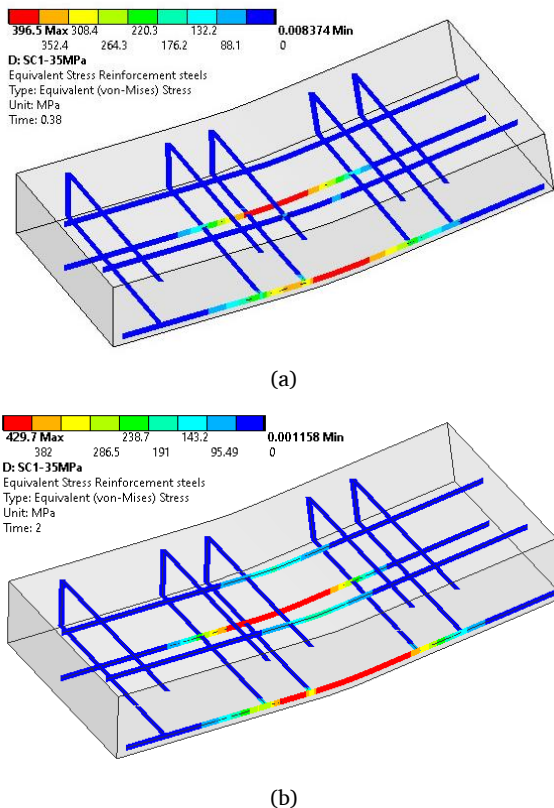 396.5 Max 308.4 220.3 132.2 0.008374 Min
352.4 264.3 176.2 88.1 0
D: SC1-35MPa
Equivalent Stress Reinforcement steels
Type: Equivalent (von-Mises) Stress
Unit: MPa
Time: 0.38
(a)
429.7 Max 238.7 143.2 0.001158 Min
382 286.5 191 95.49 0
D: SC1-35MPa
Equivalent Stress Reinforcement steels
Type: Equivalent (von-Mises) Stress
Unit: MPa
Time: 2
(b)